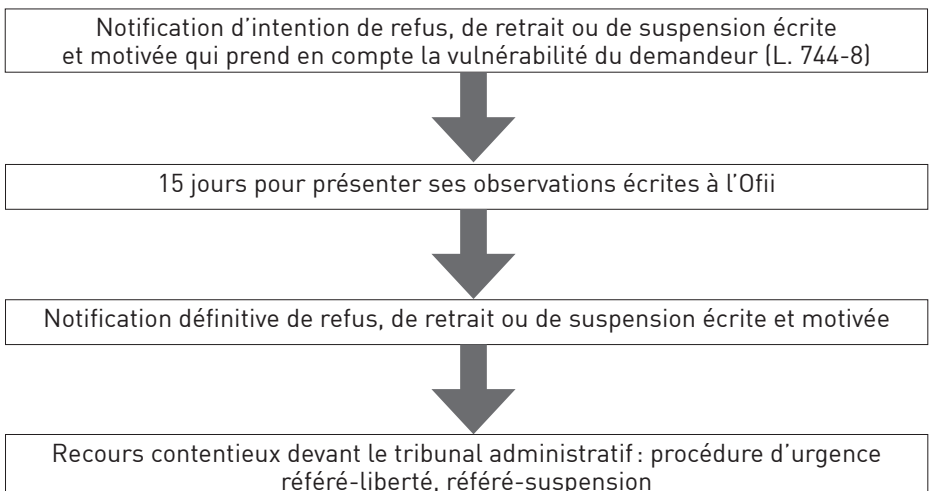 Notification d’intention de refus, de retrait ou de suspension écrite
et motivée qui prend en compte la vulnérabilité du demandeur (L. 744-8)
15 jours pour présenter ses observations écrites à l’Ofii
Notification définitive de refus, de retrait ou de suspension écrite et motivée
Recours contentieux devant le tribunal administratif : procédure d’urgence
référé-liberté, référé-suspension